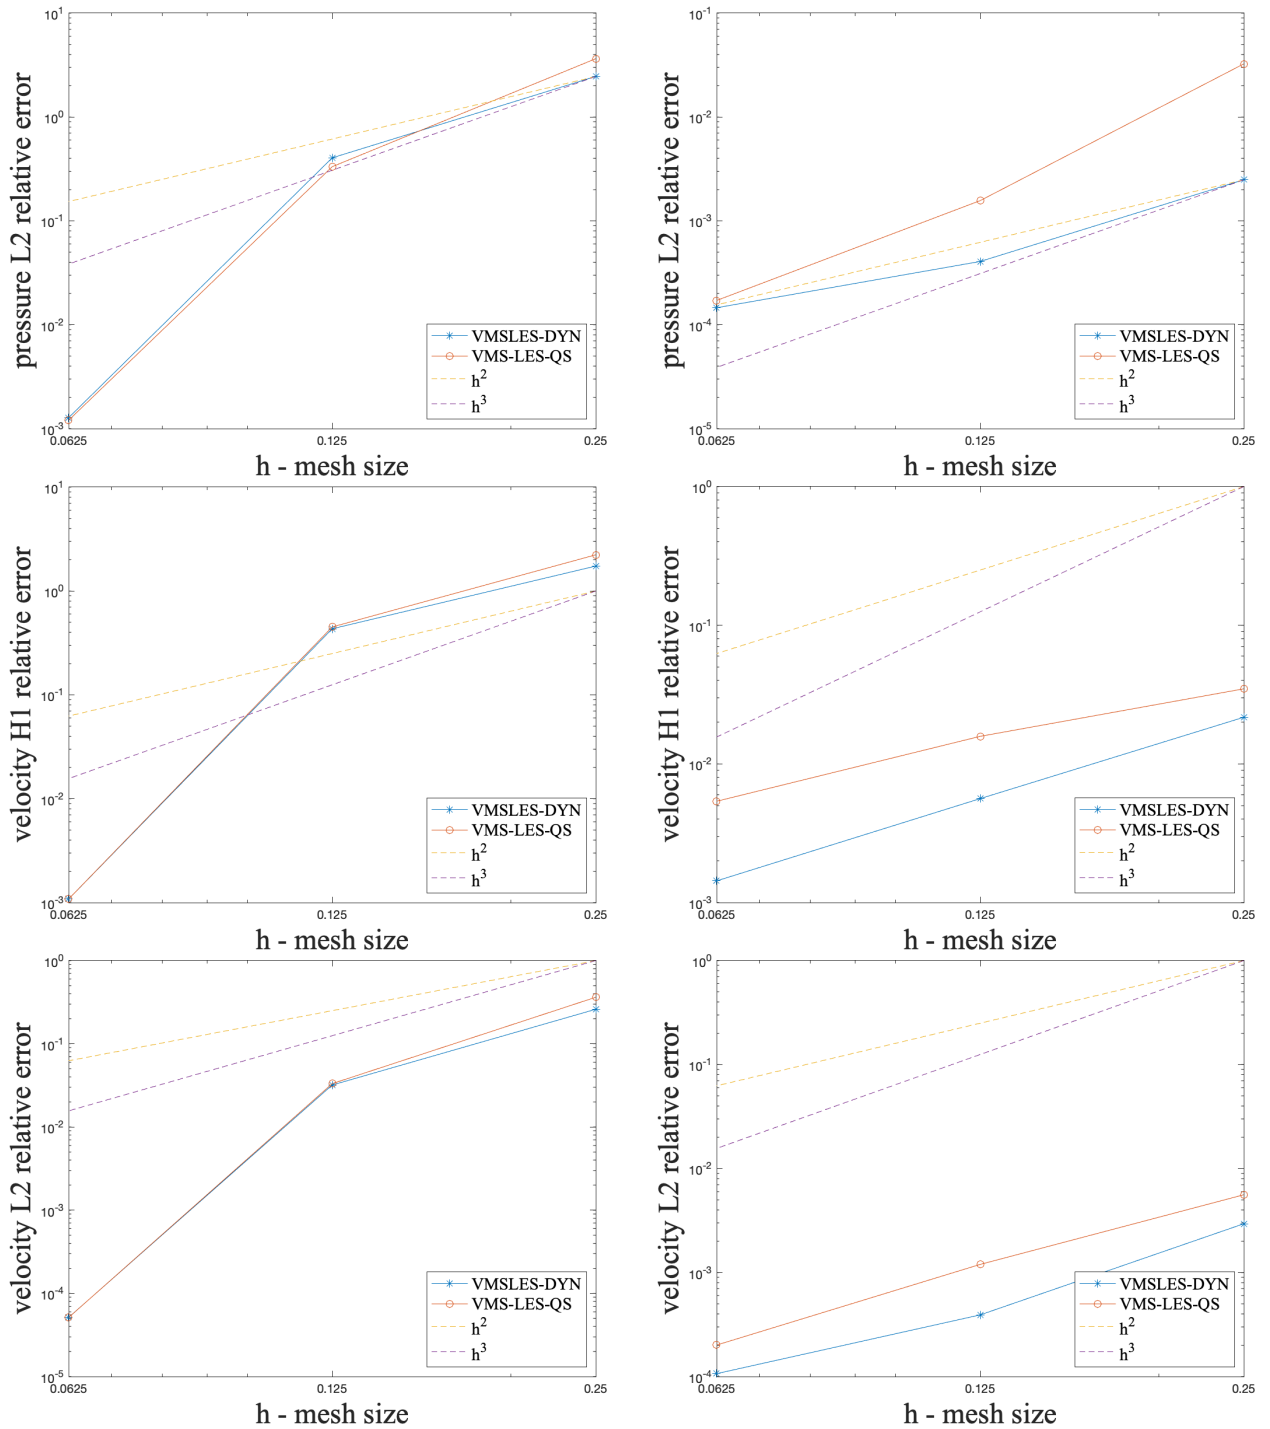 pressure L2 relative error
10^1
10^0
10^-1
10^-2
10^-3
0.0625
0.125
0.25
h - mesh size
VMSLES-DYN
VMS-LES-QS
h^2
h^3
pressure L2 relative error
10^-1
10^-2
10^-3
10^-4
10^-5
0.0625
0.125
0.25
h - mesh size
VMSLES-DYN
VMS-LES-QS
h^2
h^3
velocity H1 relative error
10^1
10^0
10^-1
10^-2
10^-3
0.0625
0.125
0.25
h - mesh size
VMSLES-DYN
VMS-LES-QS
h^2
h^3
velocity H1 relative error
10^0
10^-1
10^-2
10^-3
0.0625
0.125
0.25
h - mesh size
VMSLES-DYN
VMS-LES-QS
h^2
h^3
velocity L2 relative error
10^0
10^-1
10^-2
10^-3
10^-4
10^-5
0.0625
0.125
0.25
h - mesh size
VMSLES-DYN
VMS-LES-QS
h^2
h^3
velocity L2 relative error
10^0
10^-1
10^-2
10^-3
10^-4
0.0625
0.125
0.25
h - mesh size
VMSLES-DYN
VMS-LES-QS
h^2
h^3